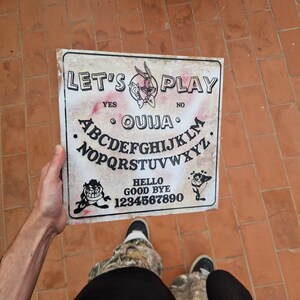 LET'S PLAY
YES NO
• OUIJA •
ABCDEFGHIJKLM
• NOPQRSTUVWXYZ •
HELLO
GOOD BYE
1234567890